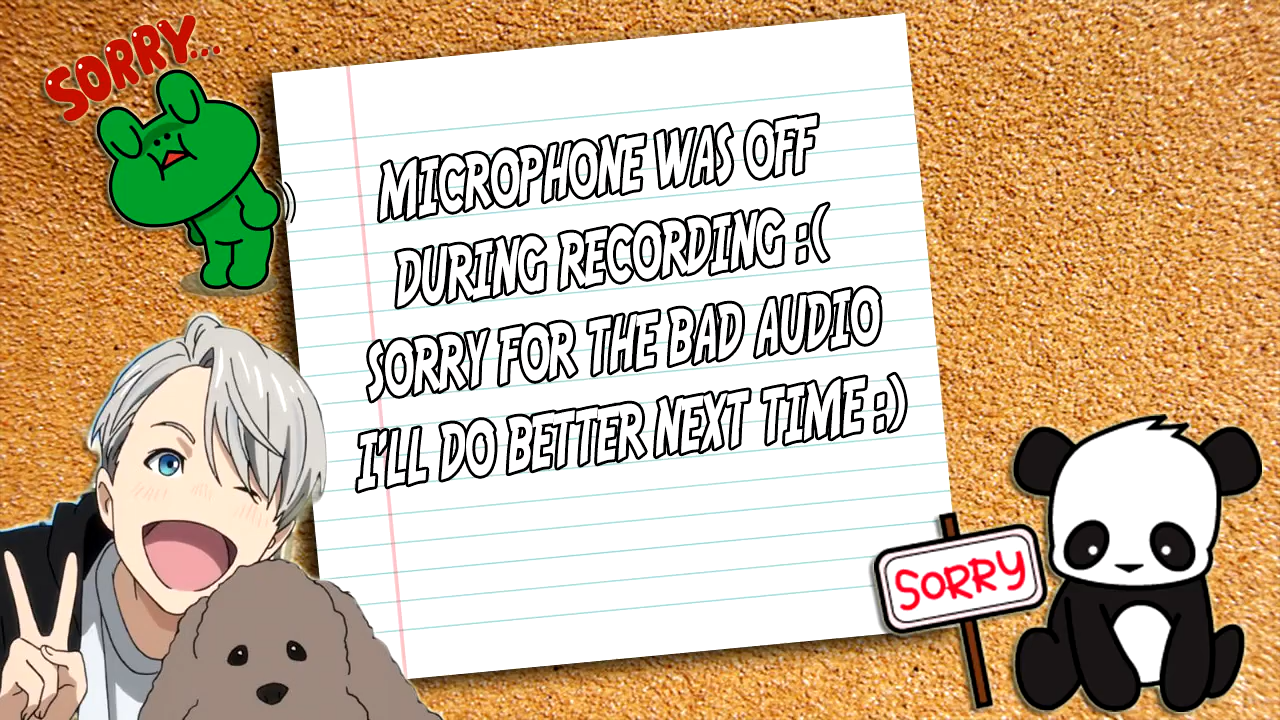 SORRY...
MICROPHONE WAS OFF
DURING RECORDING :(
SORRY FOR THE BAD AUDIO
I'LL DO BETTER NEXT TIME :)
SORRY